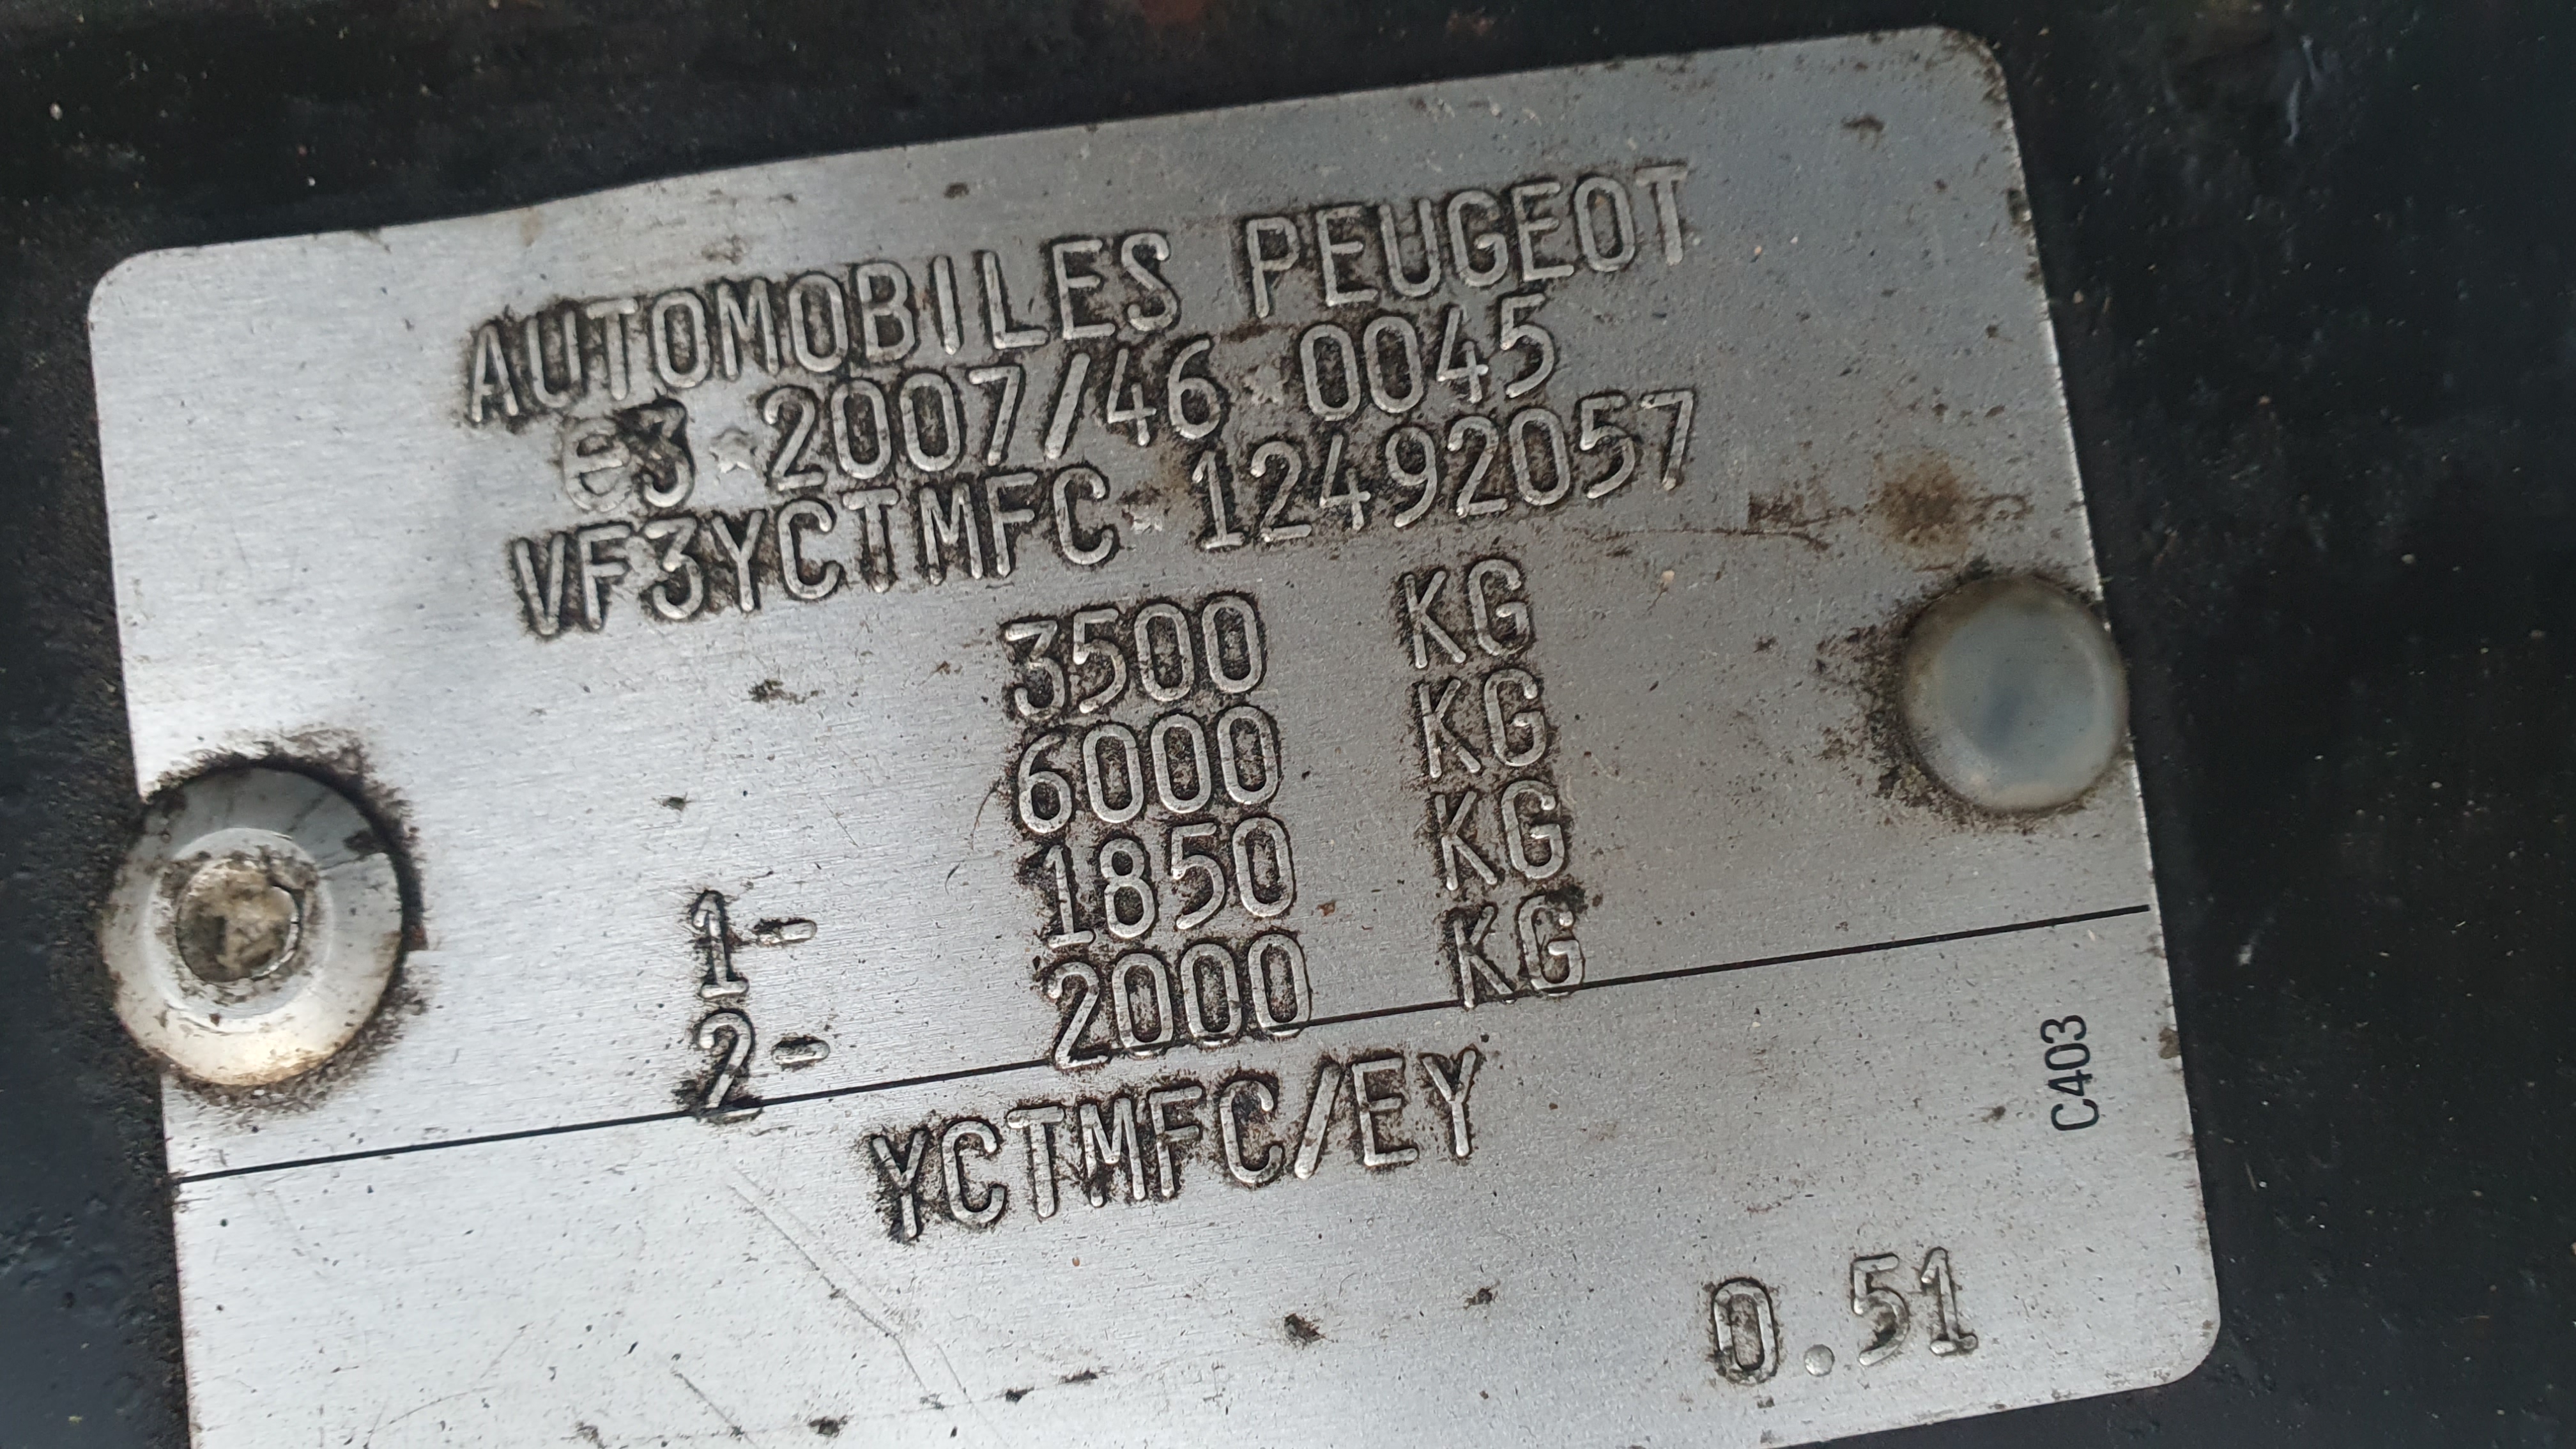 AUTOMOBILES PEUGEOT
e3*2007/46*0045
VF3YCTMFC*12492057
3500 KG
6000 KG
1- 1850 KG
2- 2000 KG
YCTMFC/EY
C403
0.51